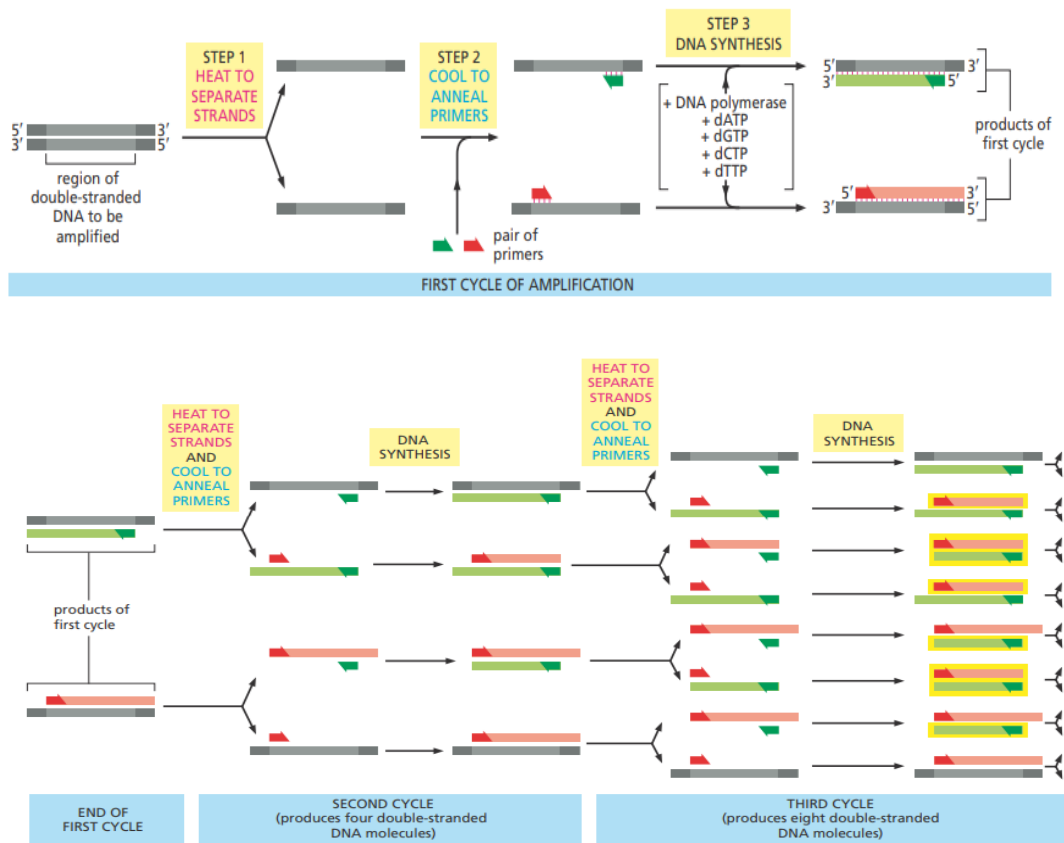 STEP 1
HEAT TO
SEPARATE
STRANDS
STEP 2
COOL TO
ANNEAL
PRIMERS
STEP 3
DNA SYNTHESIS
5′ 3′
3′ 5′
region of
double-stranded
DNA to be
amplified
pair of
primers
+ DNA polymerase
+ dATP
+ dGTP
+ dCTP
+ dTTP
5′ 3′
3′ 5′
5′ 3′
3′ 5′
products of
first cycle
FIRST CYCLE OF AMPLIFICATION
HEAT TO
SEPARATE
STRANDS
AND
COOL TO
ANNEAL
PRIMERS
DNA
SYNTHESIS
HEAT TO
SEPARATE
STRANDS
AND
COOL TO
ANNEAL
PRIMERS
DNA
SYNTHESIS
products of
first cycle
END OF
FIRST CYCLE
SECOND CYCLE
(produces four double-stranded
DNA molecules)
THIRD CYCLE
(produces eight double-stranded
DNA molecules)